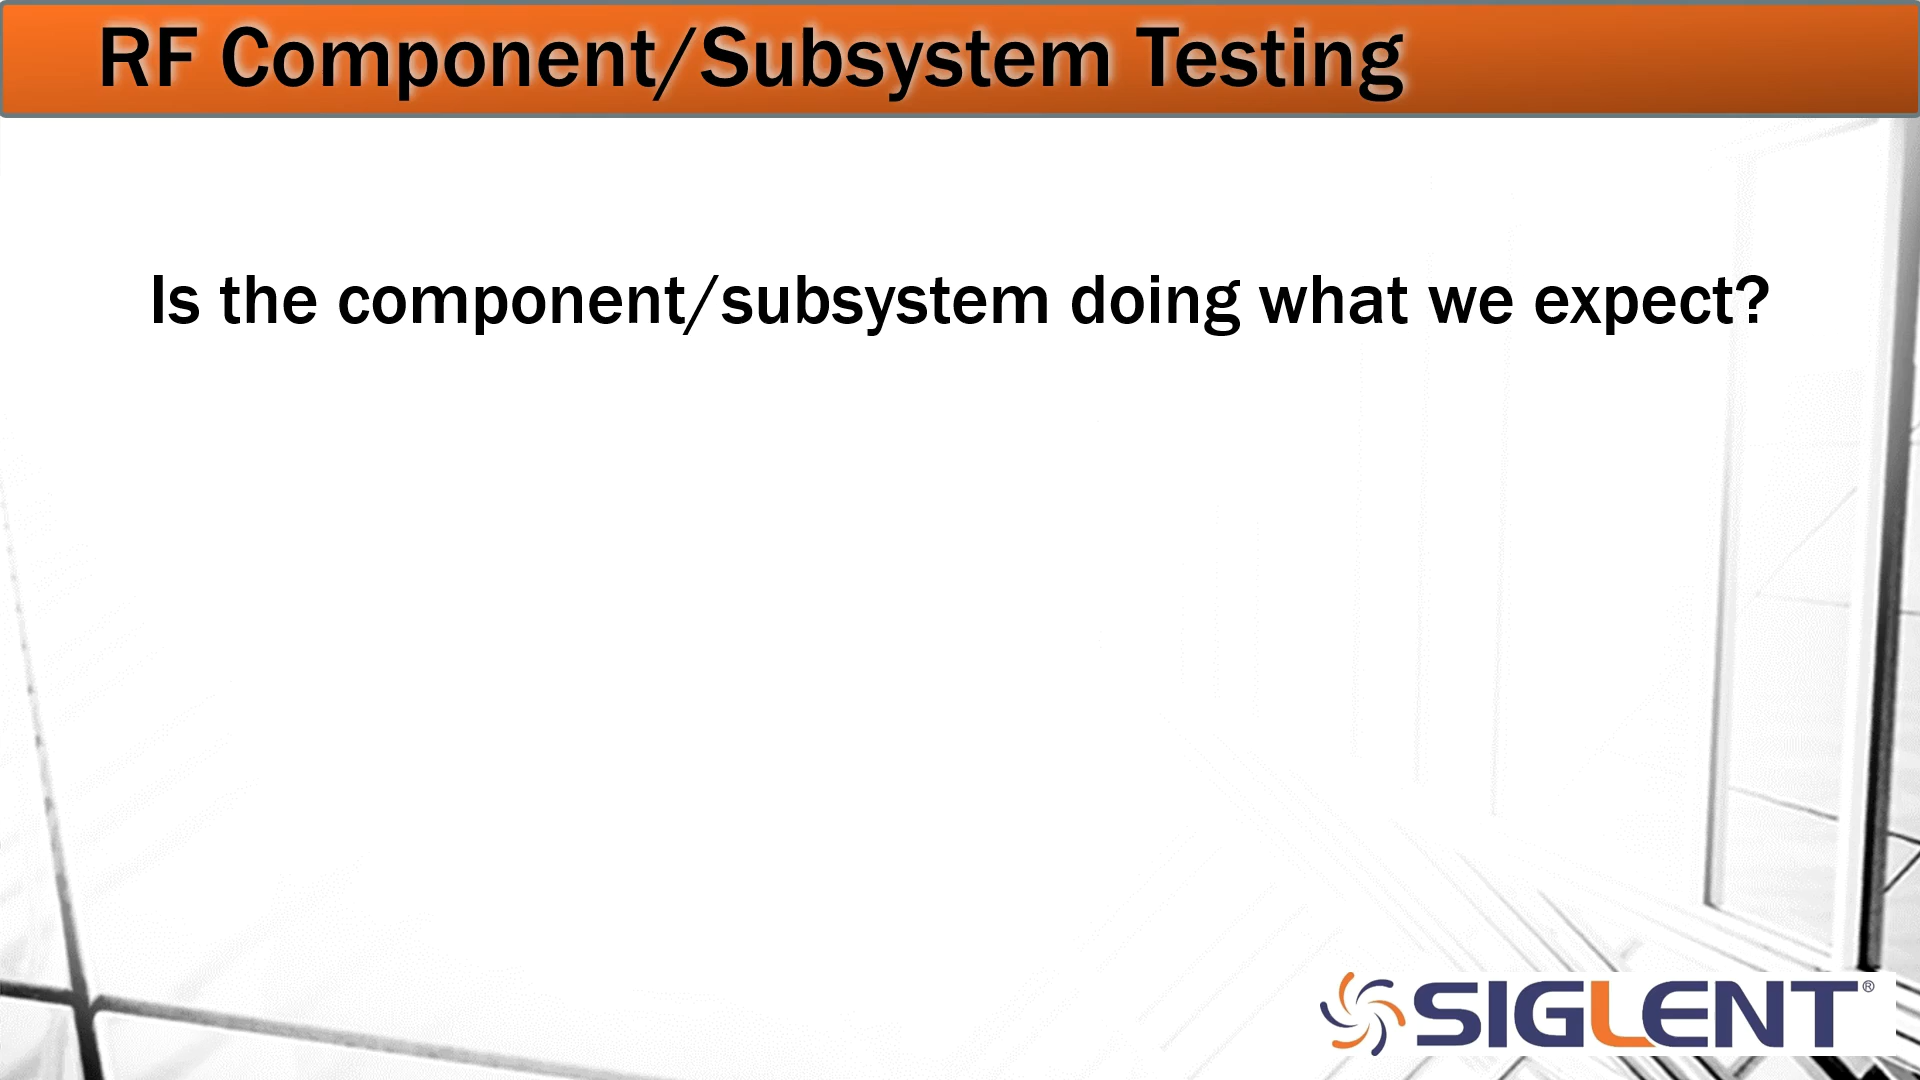 RF Component/Subsystem Testing
Is the component/subsystem doing what we expect?
SIGLENT®